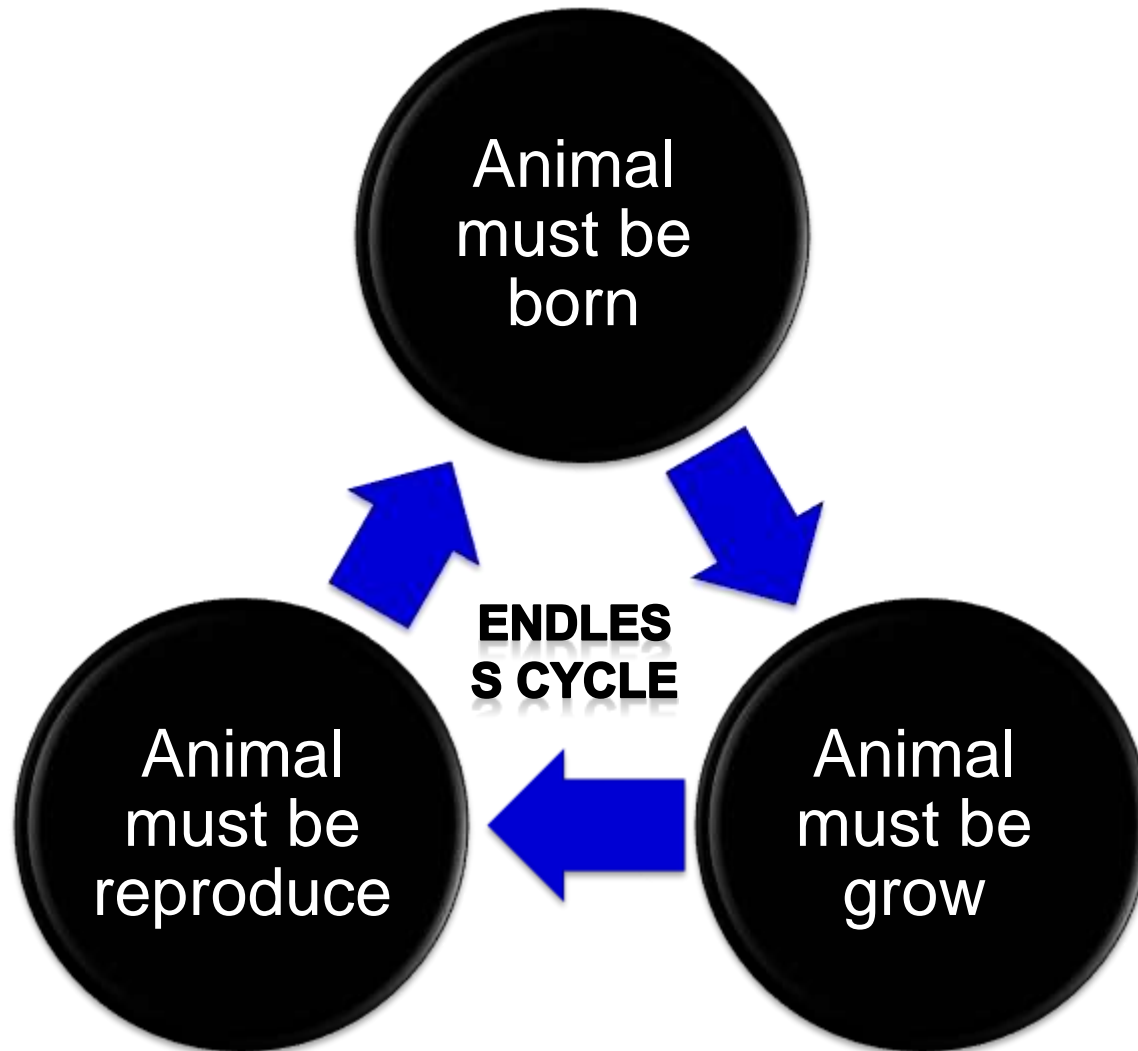 Animal
must be
born
Animal
must be
grow
Animal
must be
reproduce
ENDLES
S CYCLE